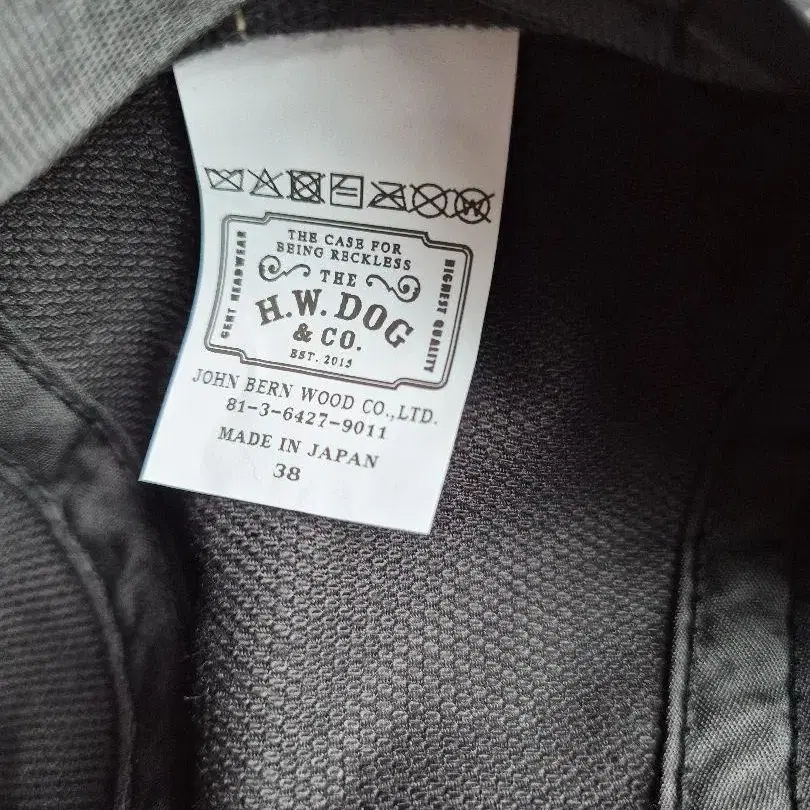 THE CASE FOR
BEING RECKLESS
THE
H.W. DOG
& CO.
EST. 2015
GENT HEADWEAR
HIGHEST QUALITY
JOHN BERN WOOD CO.,LTD.
81-3-6427-9011
MADE IN JAPAN
38